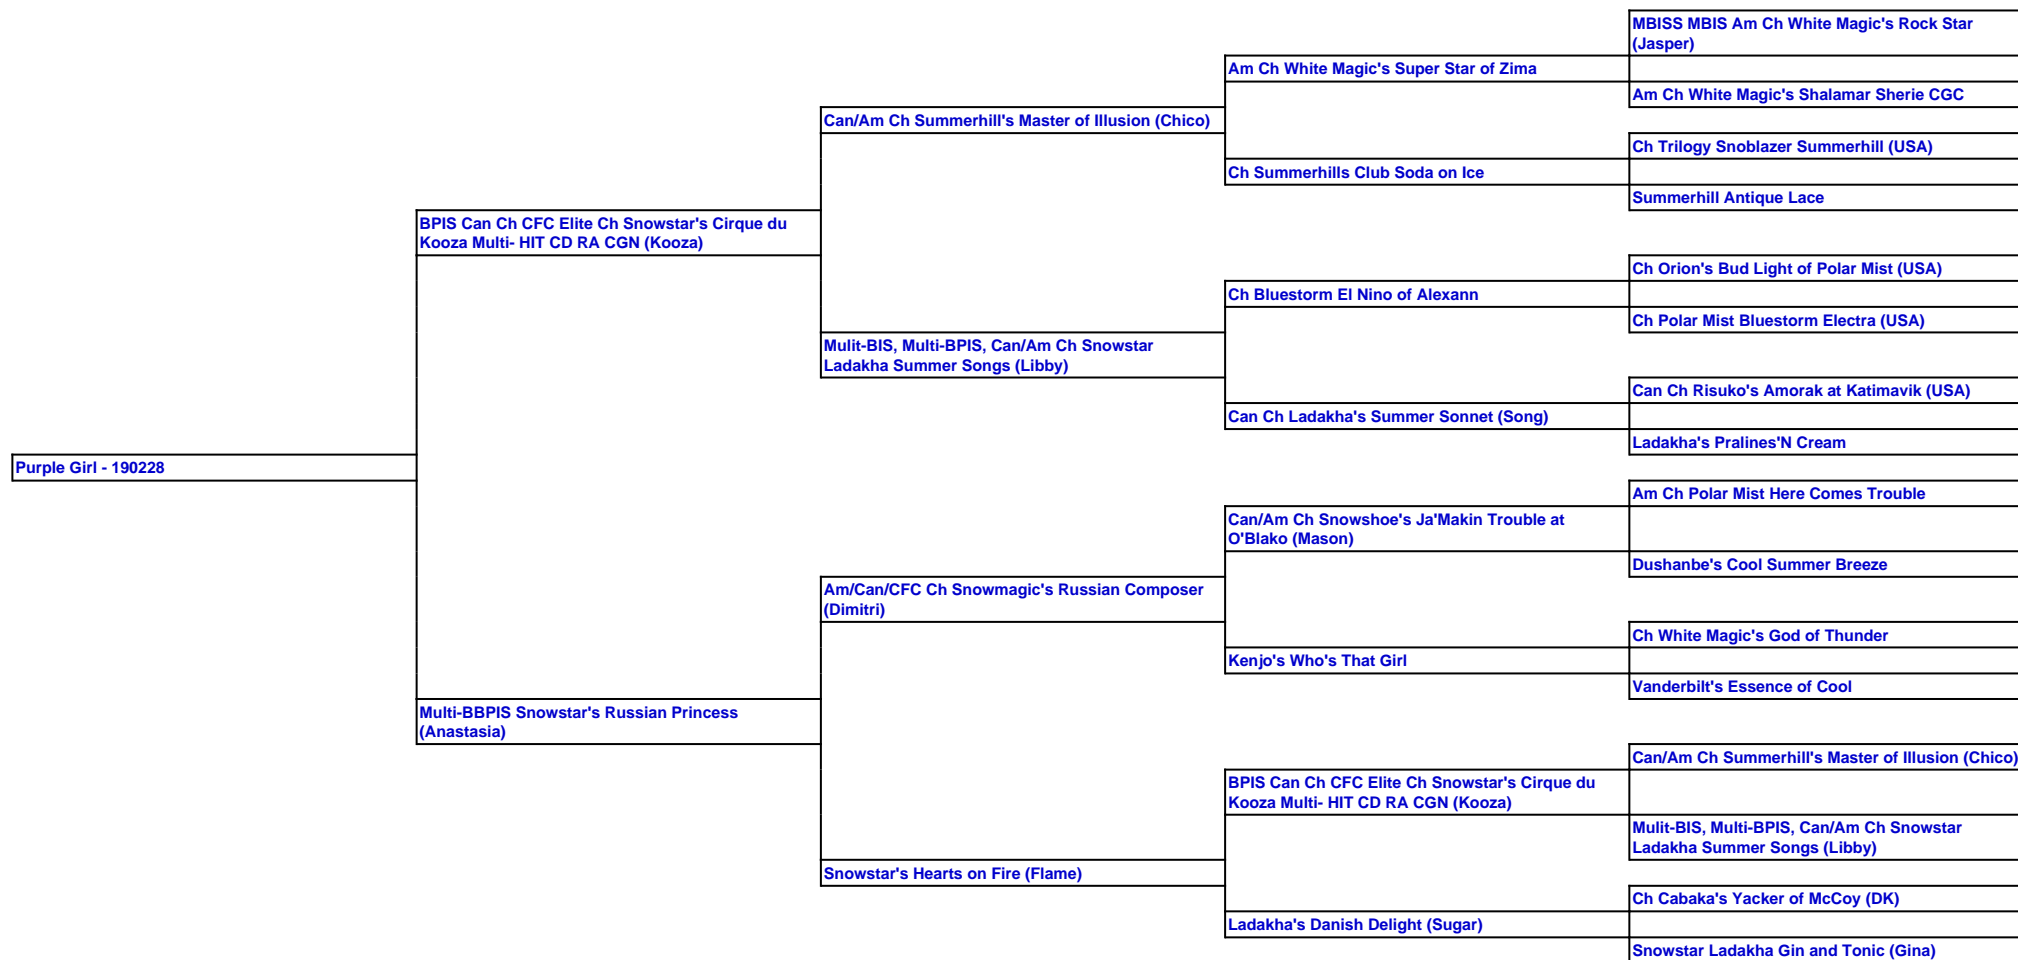 MBISS MBIS Am Ch White Magic's Rock Star
(Jasper)
Am Ch White Magic's Super Star of Zima
Am Ch White Magic's Shalamar Sherie CGC
Can/Am Ch Summerhill's Master of Illusion (Chico)
Ch Trilogy Snoblazer Summerhill (USA)
Ch Summerhills Club Soda on Ice
Summerhill Antique Lace
BPIS Can Ch CFC Elite Ch Snowstar's Cirque du
Kooza Multi- HIT CD RA CGN (Kooza)
Ch Orion's Bud Light of Polar Mist (USA)
Ch Bluestorm El Nino of Alexann
Ch Polar Mist Bluestorm Electra (USA)
Mulit-BIS, Multi-BPIS, Can/Am Ch Snowstar
Ladakha Summer Songs (Libby)
Can Ch Risuko's Amorak at Katimavik (USA)
Can Ch Ladakha's Summer Sonnet (Song)
Ladakha's Pralines'N Cream
Purple Girl - 190228
Am Ch Polar Mist Here Comes Trouble
Can/Am Ch Snowshoe's Ja'Makin Trouble at
O'Blako (Mason)
Dushanbe's Cool Summer Breeze
Am/Can/CFC Ch Snowmagic's Russian Composer
(Dimitri)
Ch White Magic's God of Thunder
Kenjo's Who's That Girl
Vanderbilt's Essence of Cool
Multi-BBPIS Snowstar's Russian Princess
(Anastasia)
Can/Am Ch Summerhill's Master of Illusion (Chico)
BPIS Can Ch CFC Elite Ch Snowstar's Cirque du
Kooza Multi- HIT CD RA CGN (Kooza)
Mulit-BIS, Multi-BPIS, Can/Am Ch Snowstar
Ladakha Summer Songs (Libby)
Snowstar's Hearts on Fire (Flame)
Ch Cabaka's Yacker of McCoy (DK)
Ladakha's Danish Delight (Sugar)
Snowstar Ladakha Gin and Tonic (Gina)